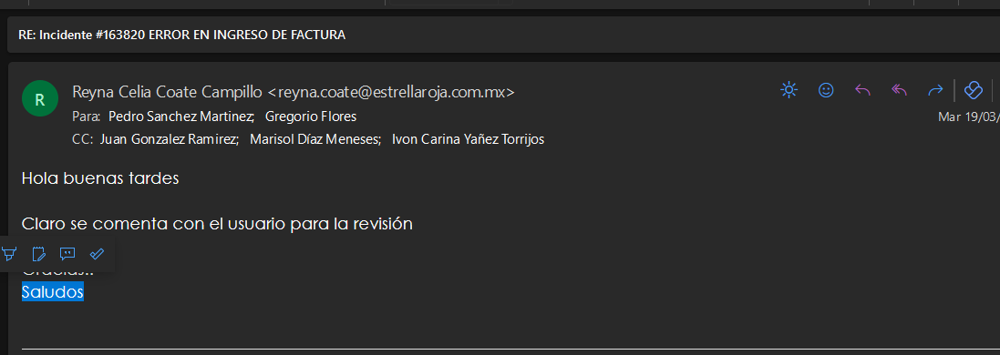 RE: Incidente #163820 ERROR EN INGRESO DE FACTURA
R
Reyna Celia Coate Campillo <reyna.coate@estrellaroja.com.mx>
Para: Pedro Sanchez Martinez; Gregorio Flores
Mar 19/03/
CC: Juan Gonzalez Ramirez; Marisol Díaz Meneses; Ivon Carina Yañez Torrijos
Hola buenas tardes
Claro se comenta con el usuario para la revisión
Gracias..
Saludos